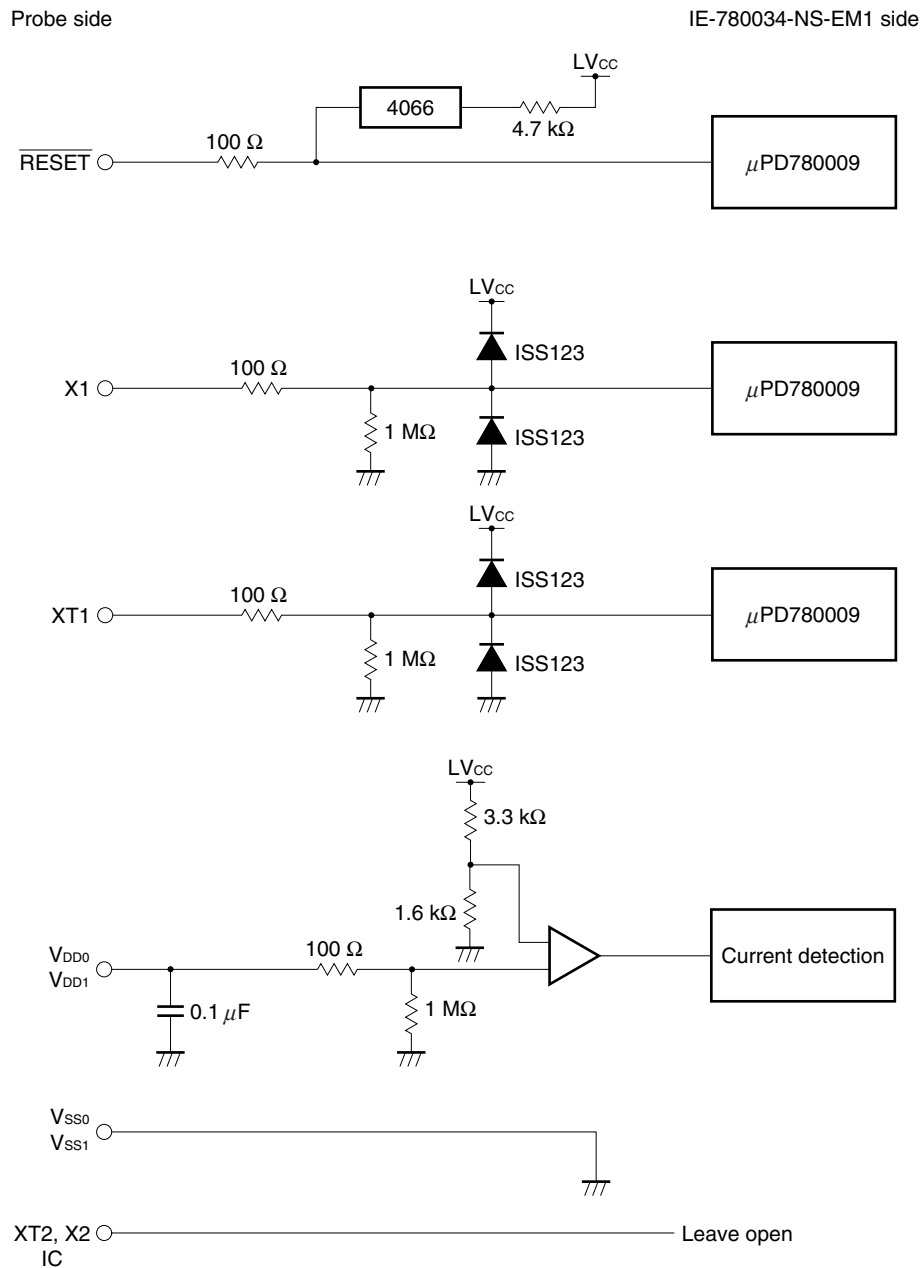 Probe side
IE-780034-NS-EM1 side
LVCC
4066
4.7 kΩ
100 Ω
RESET
μPD780009
LVCC
ISS123
100 Ω
X1
μPD780009
1 MΩ
ISS123
LVCC
ISS123
100 Ω
XT1
μPD780009
1 MΩ
ISS123
LVCC
3.3 kΩ
1.6 kΩ
100 Ω
VDD0
VDD1
Current detection
0.1 μF
1 MΩ
VSS0
VSS1
XT2, X2
IC
Leave open